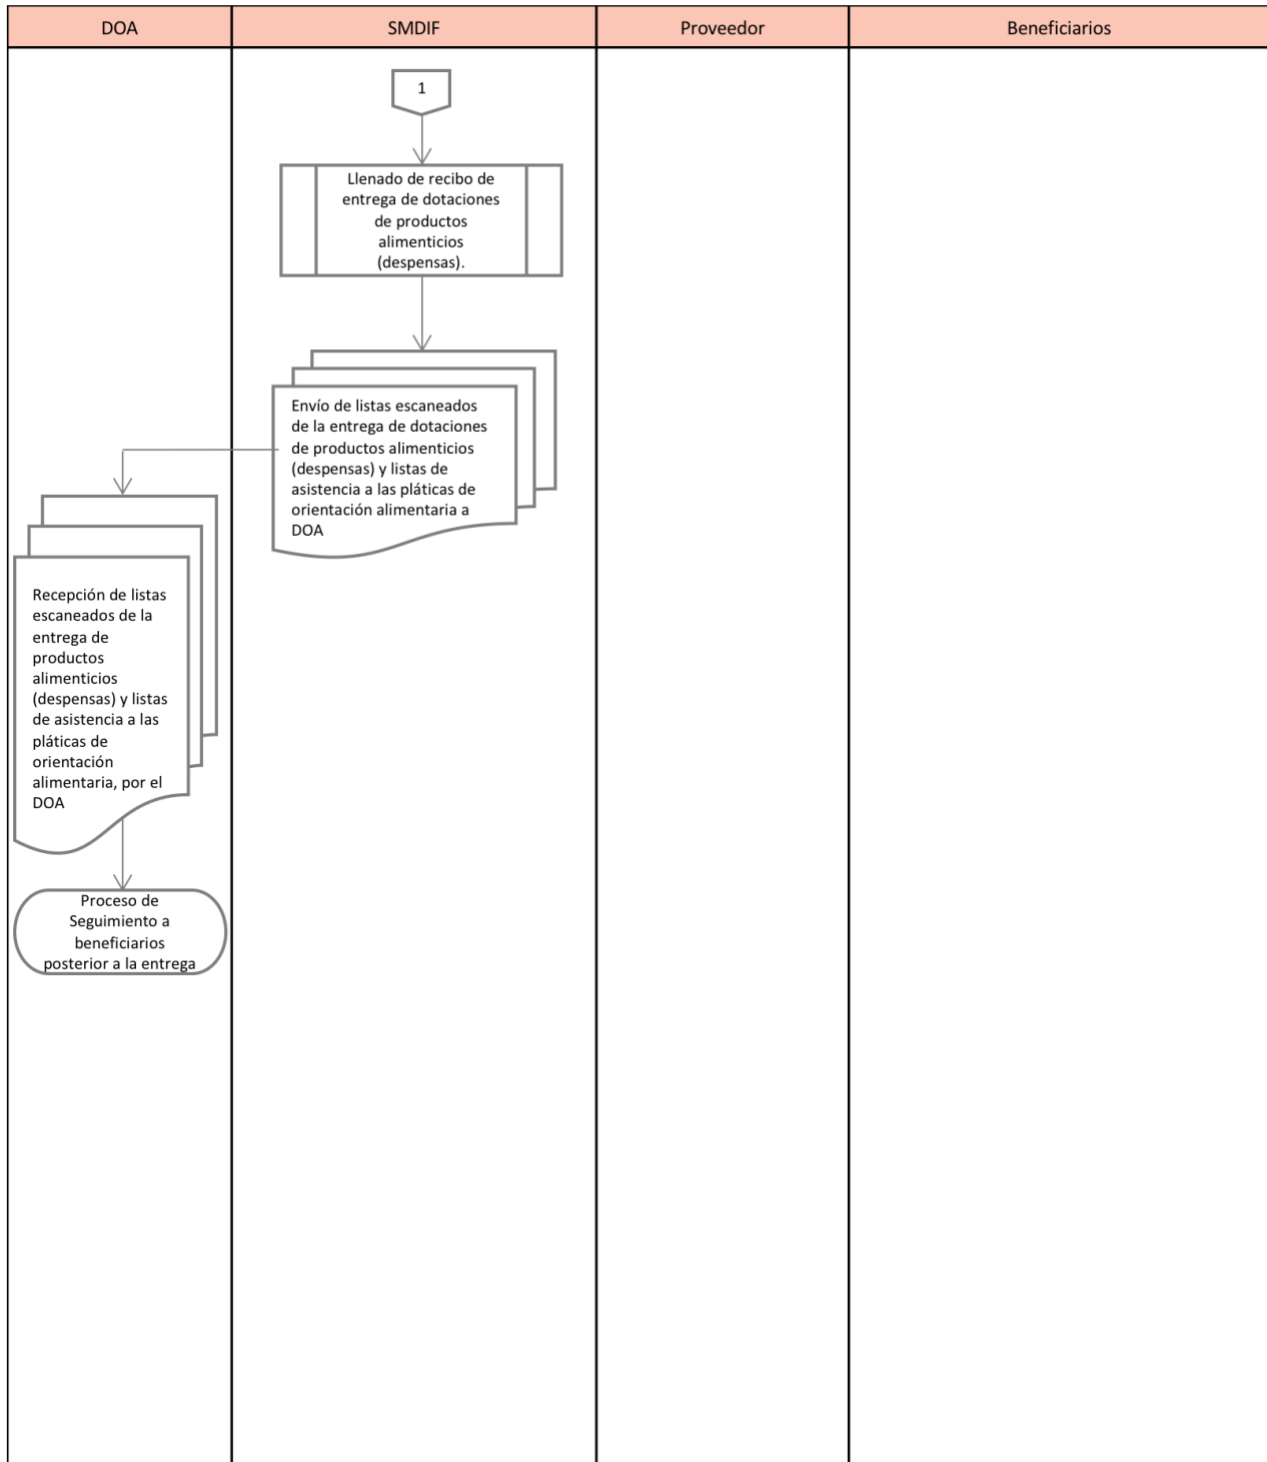 DOA
SMDIF
Proveedor
Beneficiarios
1
Llenado de recibo de
entrega de dotaciones
de productos
alimenticios
(despensas).
Envío de listas escaneados
de la entrega de dotaciones
de productos alimenticios
(despensas) y listas de
asistencia a las pláticas de
orientación alimentaria a
DOA
Recepción de listas
escaneados de la
entrega de
productos
alimenticios
(despensas) y listas
de asistencia a las
pláticas de
orientación
alimentaria, por el
DOA
Proceso de
Seguimiento a
beneficiarios
posterior a la entrega